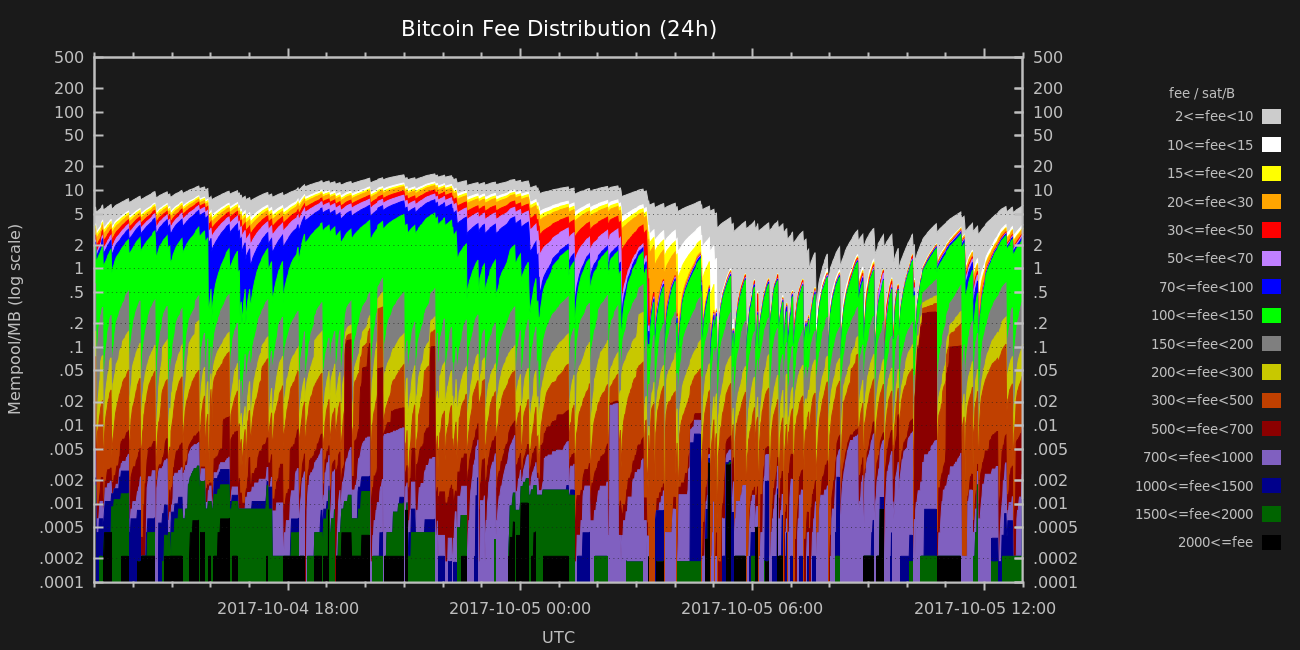 Bitcoin Fee Distribution (24h)
500 500
200 200
100 100
50 50
20 20
10 10
5 5
2 2
1 1
.5 .5
.2 .2
.1 .1
.05 .05
.02 .02
.01 .01
.005 .005
.002 .002
.001 .001
.0005 .0005
.0002 .0002
.0001 .0001
Mempool/MB (log scale)
2017-10-04 18:00 2017-10-05 00:00 2017-10-05 06:00 2017-10-05 12:00
UTC
fee / sat/B
2<=fee<10
10<=fee<15
15<=fee<20
20<=fee<30
30<=fee<50
50<=fee<70
70<=fee<100
100<=fee<150
150<=fee<200
200<=fee<300
300<=fee<500
500<=fee<700
700<=fee<1000
1000<=fee<1500
1500<=fee<2000
2000<=fee